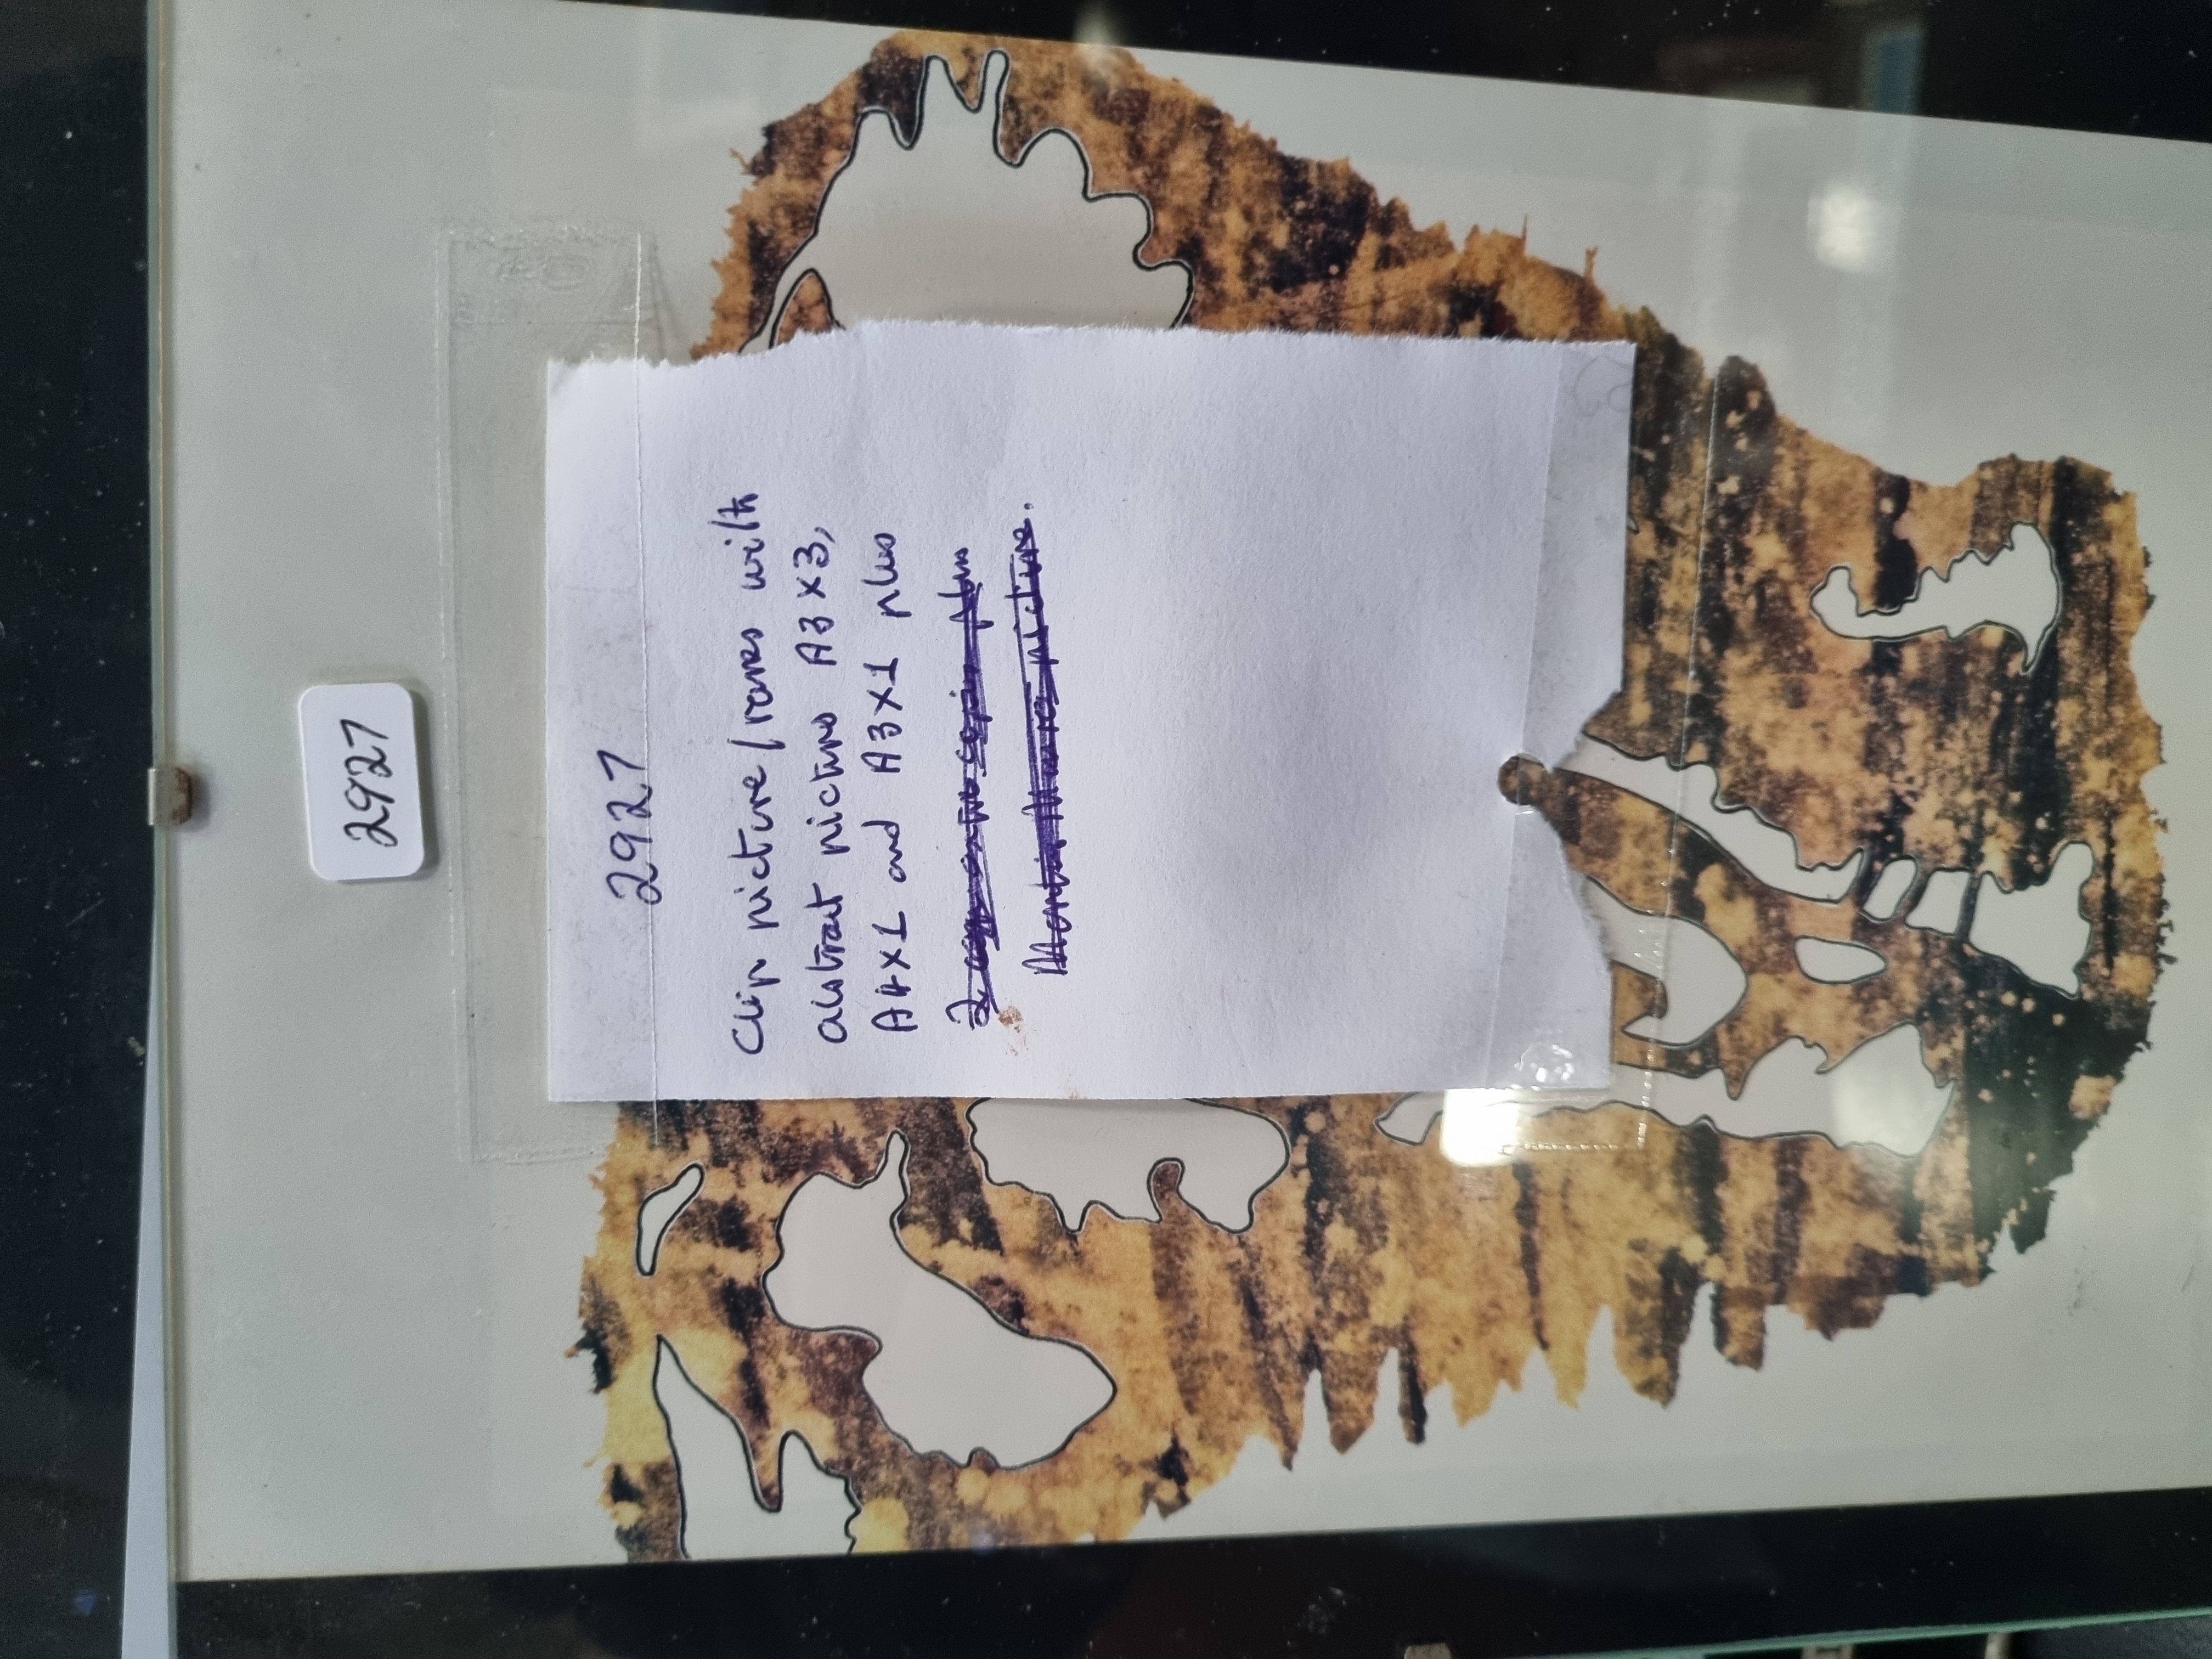 2927
2927
Clip picture frames with
abstract pictures A3 x 3,
A4 x 1 and A3 x 1 plus